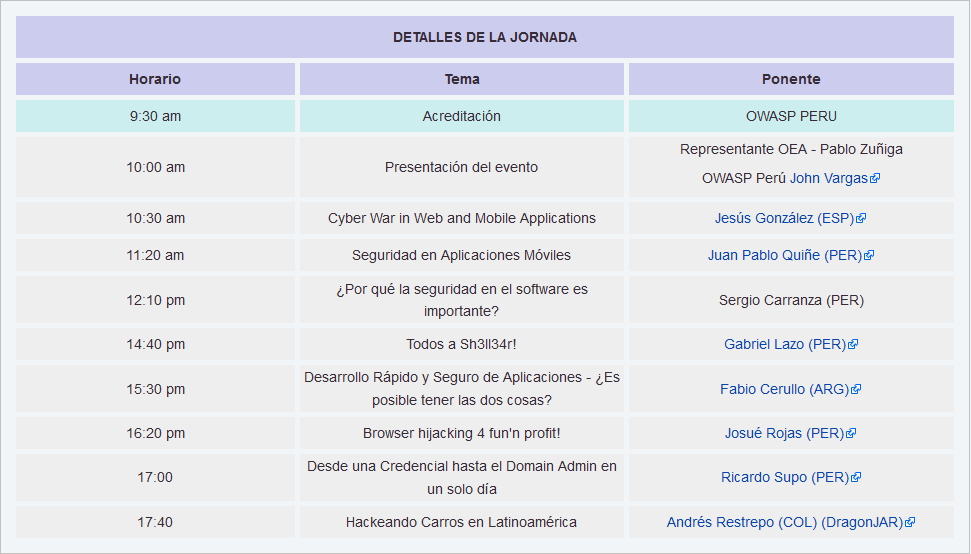 DETALLES DE LA JORNADA
Horario Tema Ponente
9:30 am Acreditación OWASP PERU
10:00 am Presentación del evento Representante OEA - Pablo Zuñiga
OWASP Perú John Vargas
10:30 am Cyber War in Web and Mobile Applications Jesús González (ESP)
11:20 am Seguridad en Aplicaciones Móviles Juan Pablo Quiñe (PER)
12:10 pm ¿Por qué la seguridad en el software es
importante? Sergio Carranza (PER)
14:40 pm Todos a Sh3ll34r! Gabriel Lazo (PER)
15:30 pm Desarrollo Rápido y Seguro de Aplicaciones - ¿Es
posible tener las dos cosas? Fabio Cerullo (ARG)
16:20 pm Browser hijacking 4 fun'n profit! Josué Rojas (PER)
17:00 Desde una Credencial hasta el Domain Admin en
un solo día Ricardo Supo (PER)
17:40 Hackeando Carros en Latinoamérica Andrés Restrepo (COL) (DragonJAR)